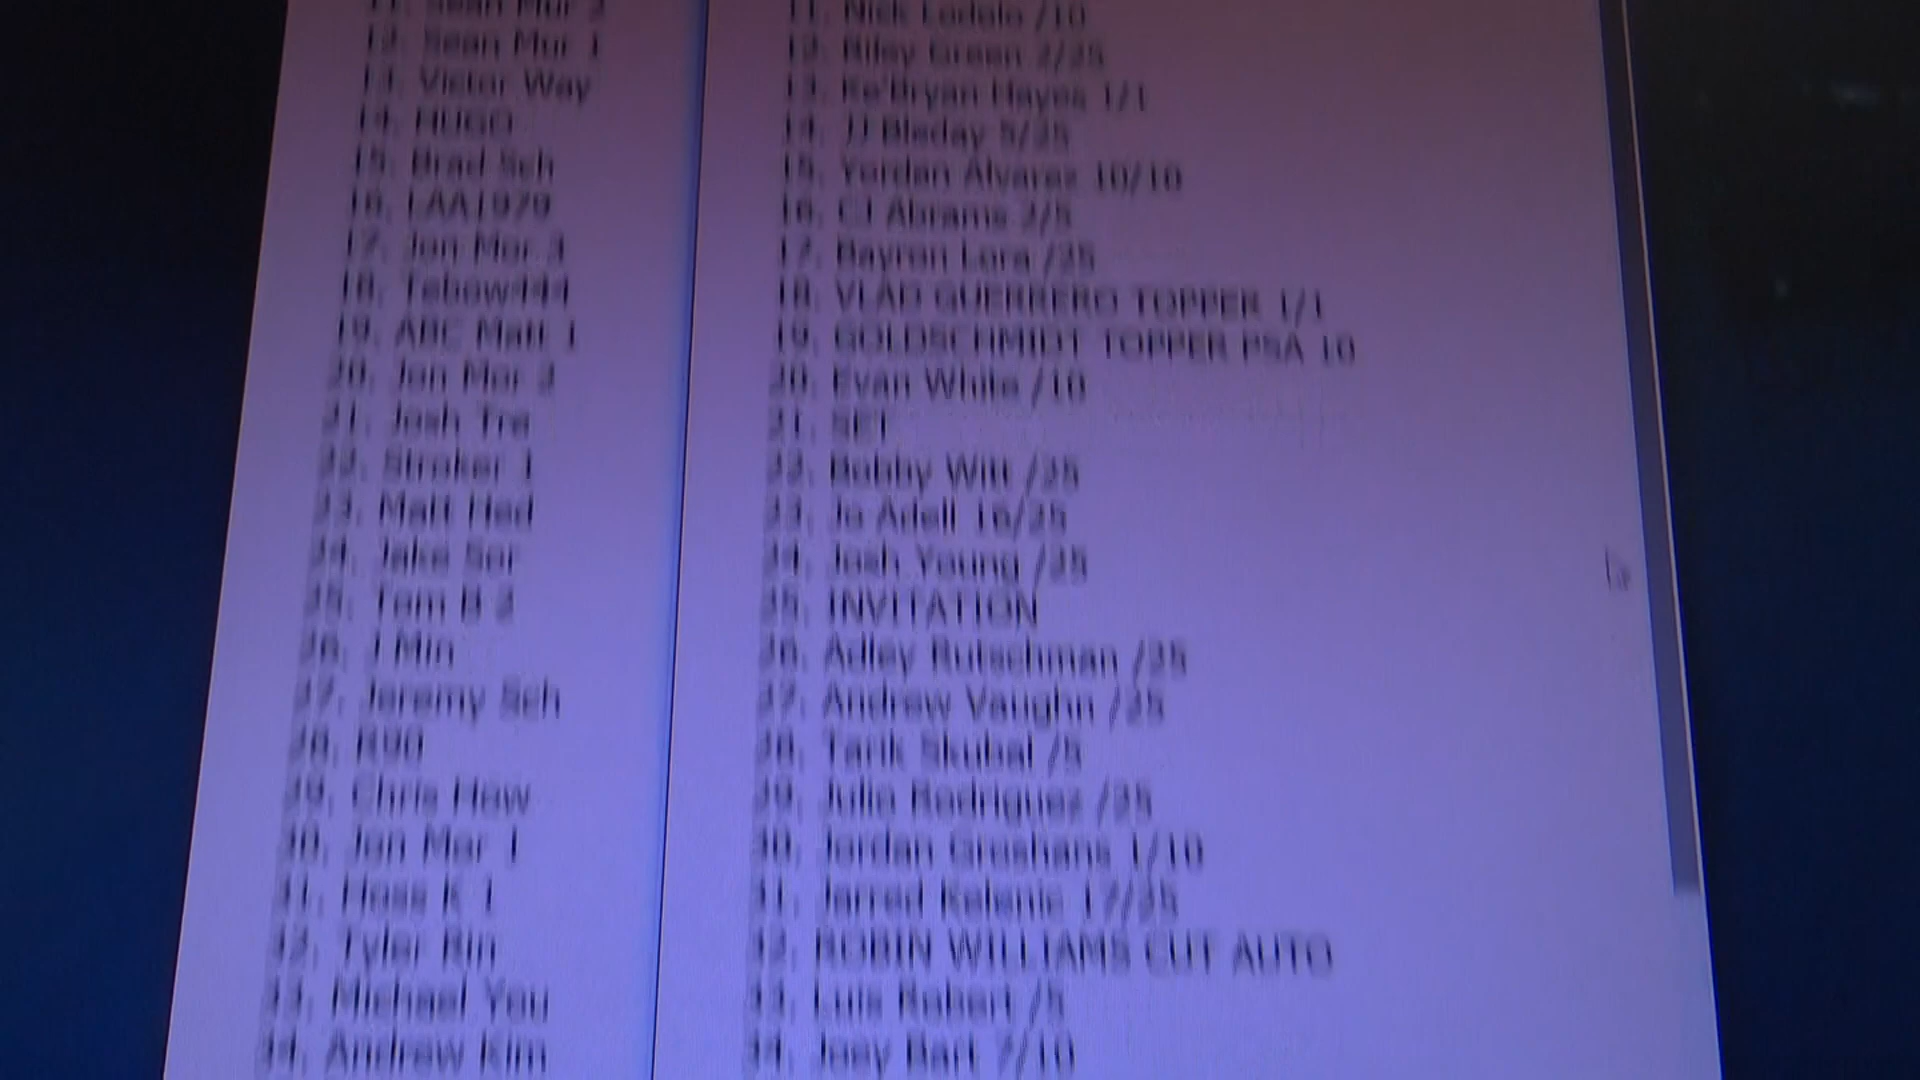 11. Sean Mur 2
12. Sean Mur 1
13. Victor Way
14. HUGO
15. Brad Sch
16. LAA1979
17. Jon Mor 3
18. Tebow444
19. ABC Matt 1
20. Jon Mor 2
21. Josh Tre
22. Stroker 1
23. Matt Hed
24. Jake Sor
25. Tom B 2
26. J Min
27. Jeremy Sch
28. R90
29. Chris How
30. Jon Mor 1
31. Hoss K 1
32. Tyler Rin
33. Michael You
34. Andrew Kim
11. Nick Lodolo /10
12. Riley Green 2/25
13. Ke'Bryan Hayes 1/1
14. JJ Bleday 5/25
15. Yordan Alvarez 10/10
16. CJ Abrams 2/5
17. Bayron Lora /25
18. VLAD GUERRERO TOPPER 1/1
19. GOLDSCHMIDT TOPPER PSA 10
20. Evan White /10
21. SET
22. Bobby Witt /25
23. Jo Adell 16/25
24. Josh Young /25
25. INVITATION
26. Adley Rutschman /25
27. Andrew Vaughn /25
28. Tarik Skubal /5
29. Julio Rodriguez /25
30. Jordan Groshans 1/10
31. Jarred Kelenic 17/25
32. ROBIN WILLIAMS CUT AUTO
33. Luis Robert /5
34. Joey Bart 7/10